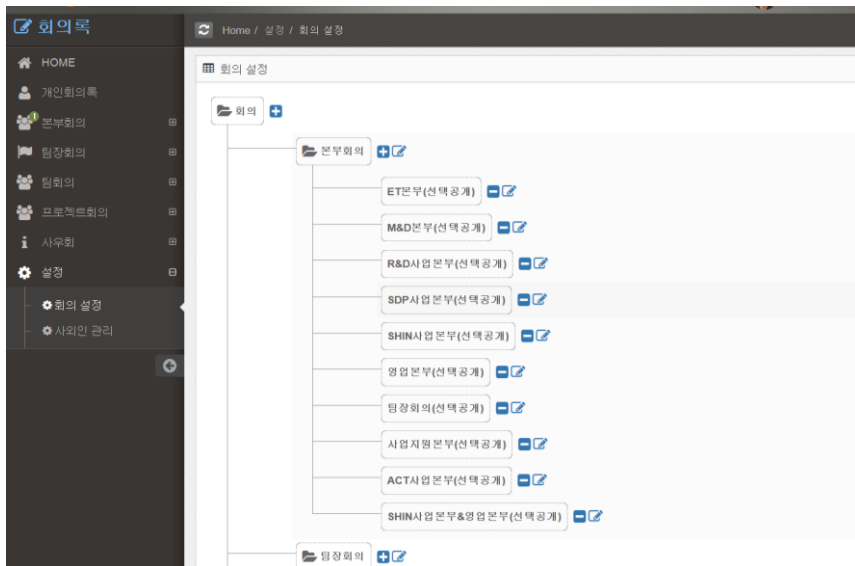 회의록
HOME
개인회의록
1
본부회의
팀장회의
팀회의
프로젝트회의
사우회
설정
회의 설정
사외인 관리
Home / 설정 / 회의 설정
회의 설정
회의
본부회의
ET본부(선택공개)
M&D본부(선택공개)
R&D사업본부(선택공개)
SDP사업본부(선택공개)
SHIN사업본부(선택공개)
영업본부(선택공개)
팀장회의(선택공개)
사업지원본부(선택공개)
ACT사업본부(선택공개)
SHIN사업본부&영업본부(선택공개)
팀장회의